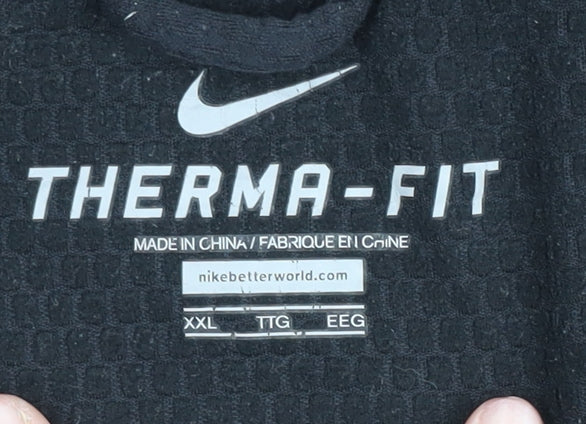 THERMA-FIT
MADE IN CHINA / FABRIQUE EN CHINE
nikebetterworld.com
XXL TTG EEG